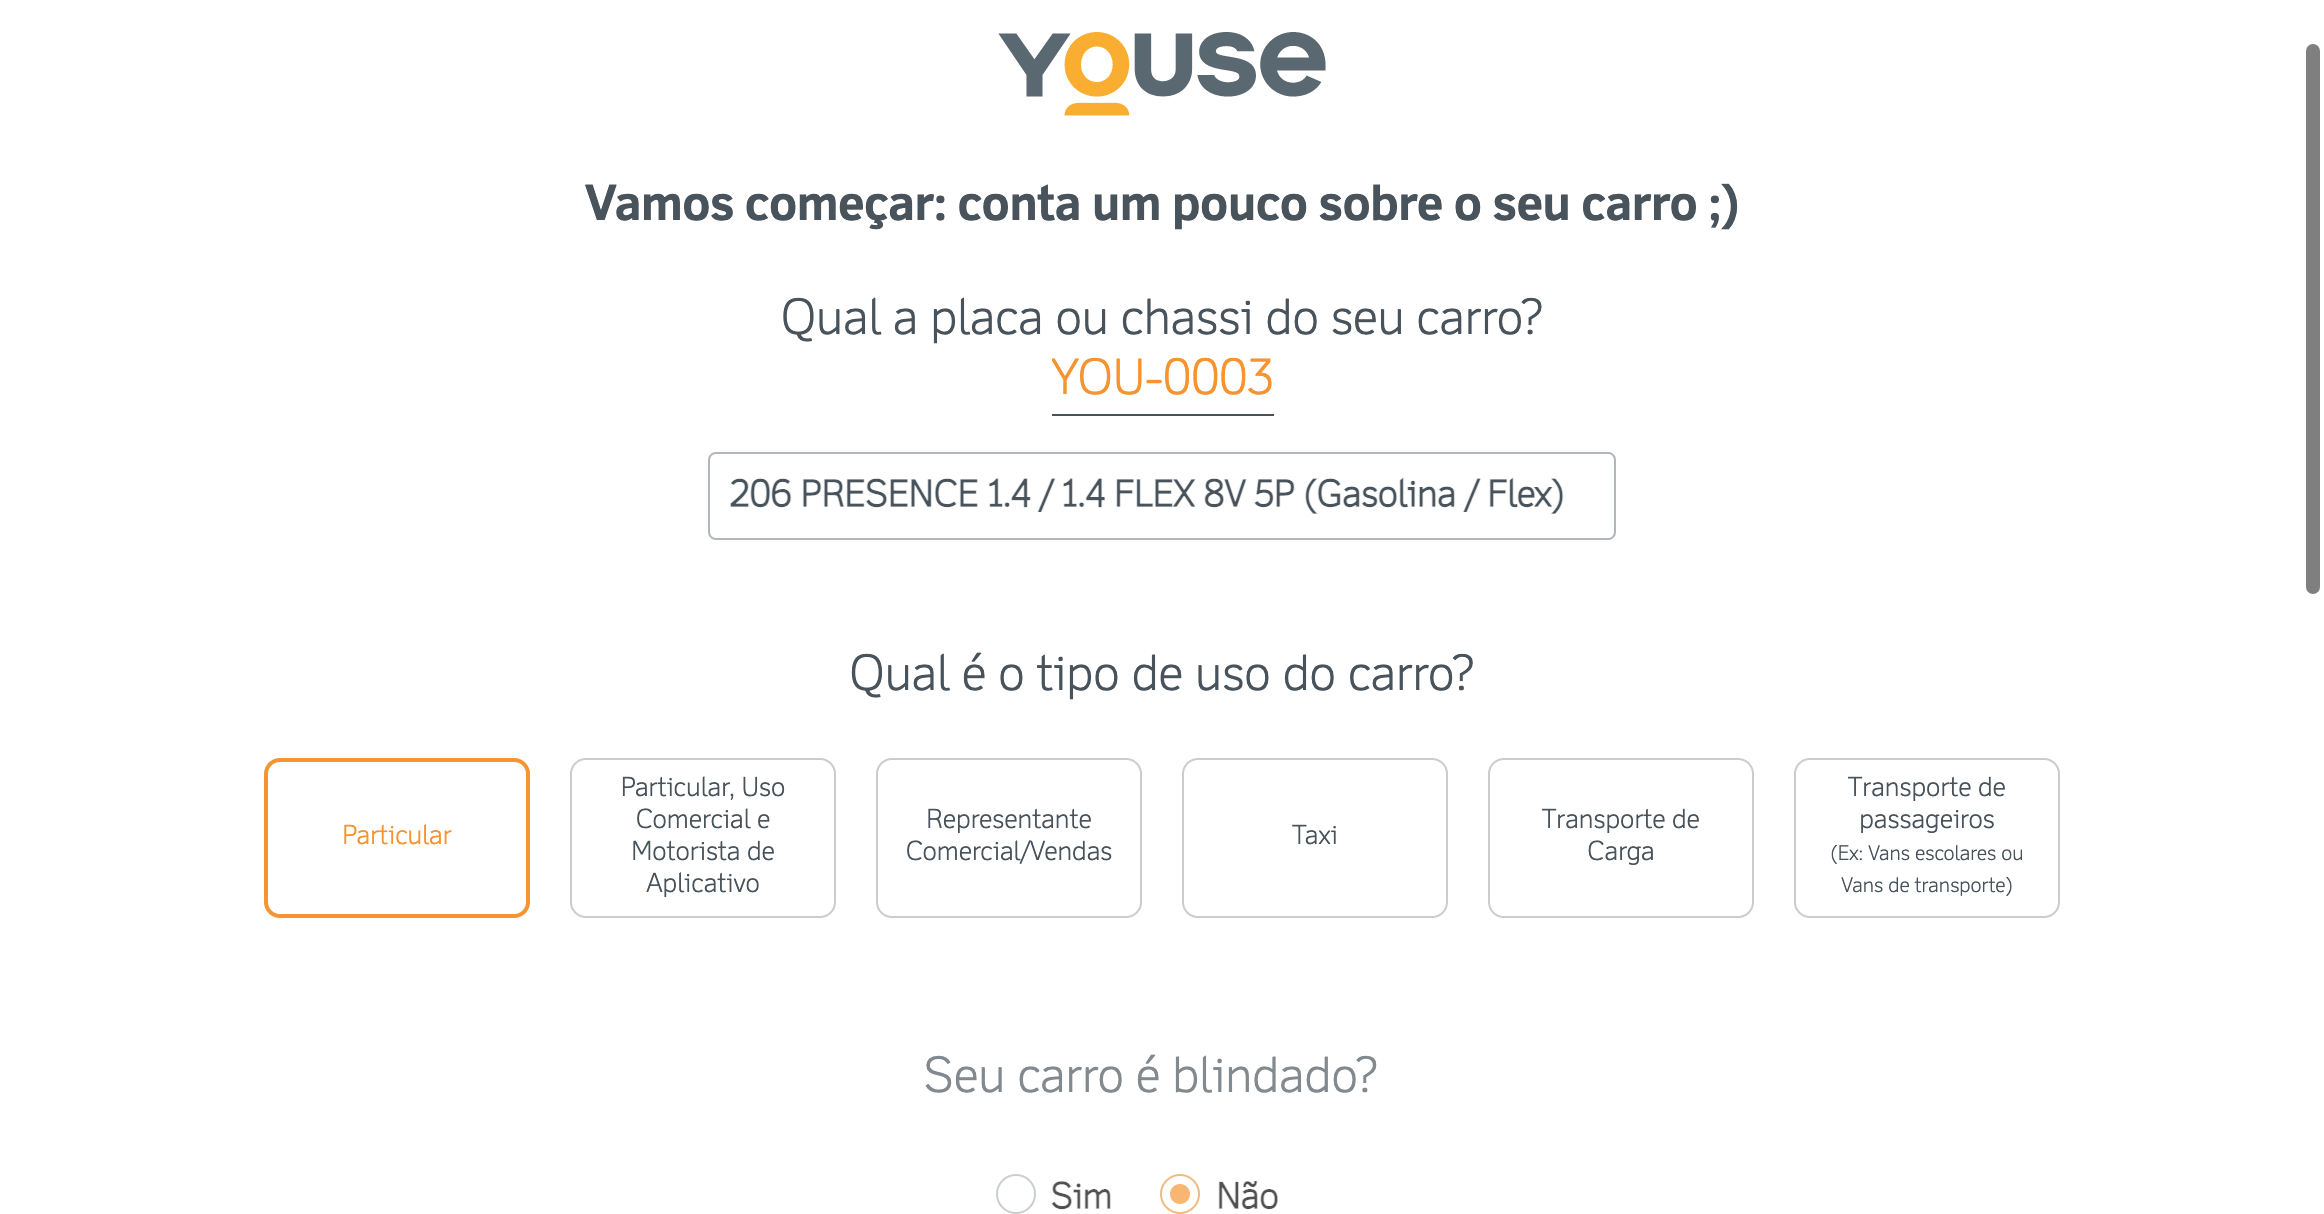 Youse
Vamos começar: conta um pouco sobre o seu carro ;)
Qual a placa ou chassi do seu carro?
YOU-0003
206 PRESENCE 1.4 / 1.4 FLEX 8V 5P (Gasolina / Flex)
Qual é o tipo de uso do carro?
Particular
Particular, Uso
Comercial e
Motorista de
Aplicativo
Representante
Comercial/Vendas
Taxi
Transporte de
Carga
Transporte de
passageiros
(Ex: Vans escolares ou
Vans de transporte)
Seu carro é blindado?
Sim Não